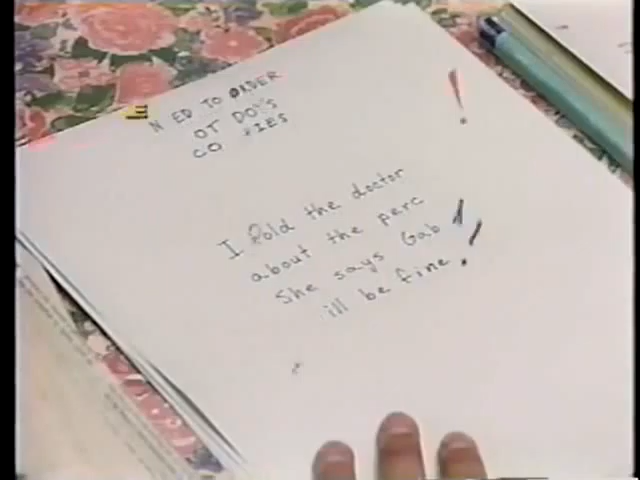 N ED TO ORDER
OT DO S
CO IES
!
I told the doctor
about the perc
She says Gab
ill be fine !